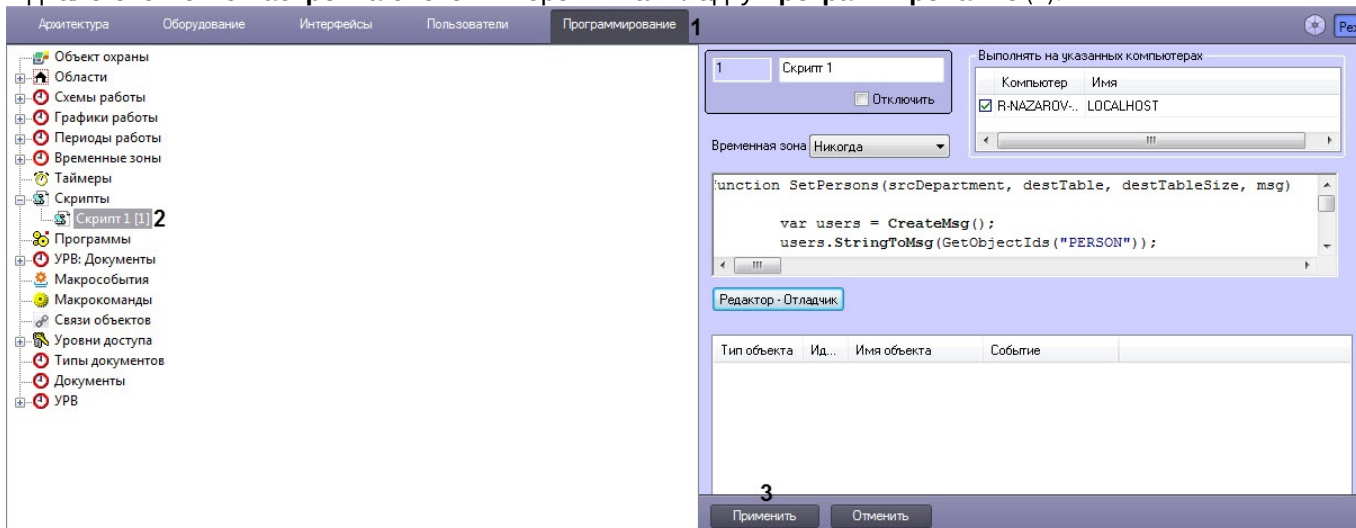 Архитектура Оборудование Интерфейсы Пользователи Программирование 1
Объект охраны
Области
Схемы работы
Графики работы
Периоды работы
Временные зоны
Таймеры
Скрипты
Скрипт 1 [1] 2
Программы
УРВ: Документы
Макрособытия
Макрокоманды
Связи объектов
Уровни доступа
Типы документов
Документы
УРВ
1 Скрипт 1
Отключить
Выполнять на указанных компьютерах
Компьютер Имя
R-NAZAROV-... LOCALHOST
Временная зона Никогда
unction SetPersons(srcDepartment, destTable, destTableSize, msg)
var users = CreateMsg();
users.StringToMsg(GetObjectIds("PERSON"));
Редактор - Отладчик
Тип объекта Ид... Имя объекта Событие
3
Применить Отменить